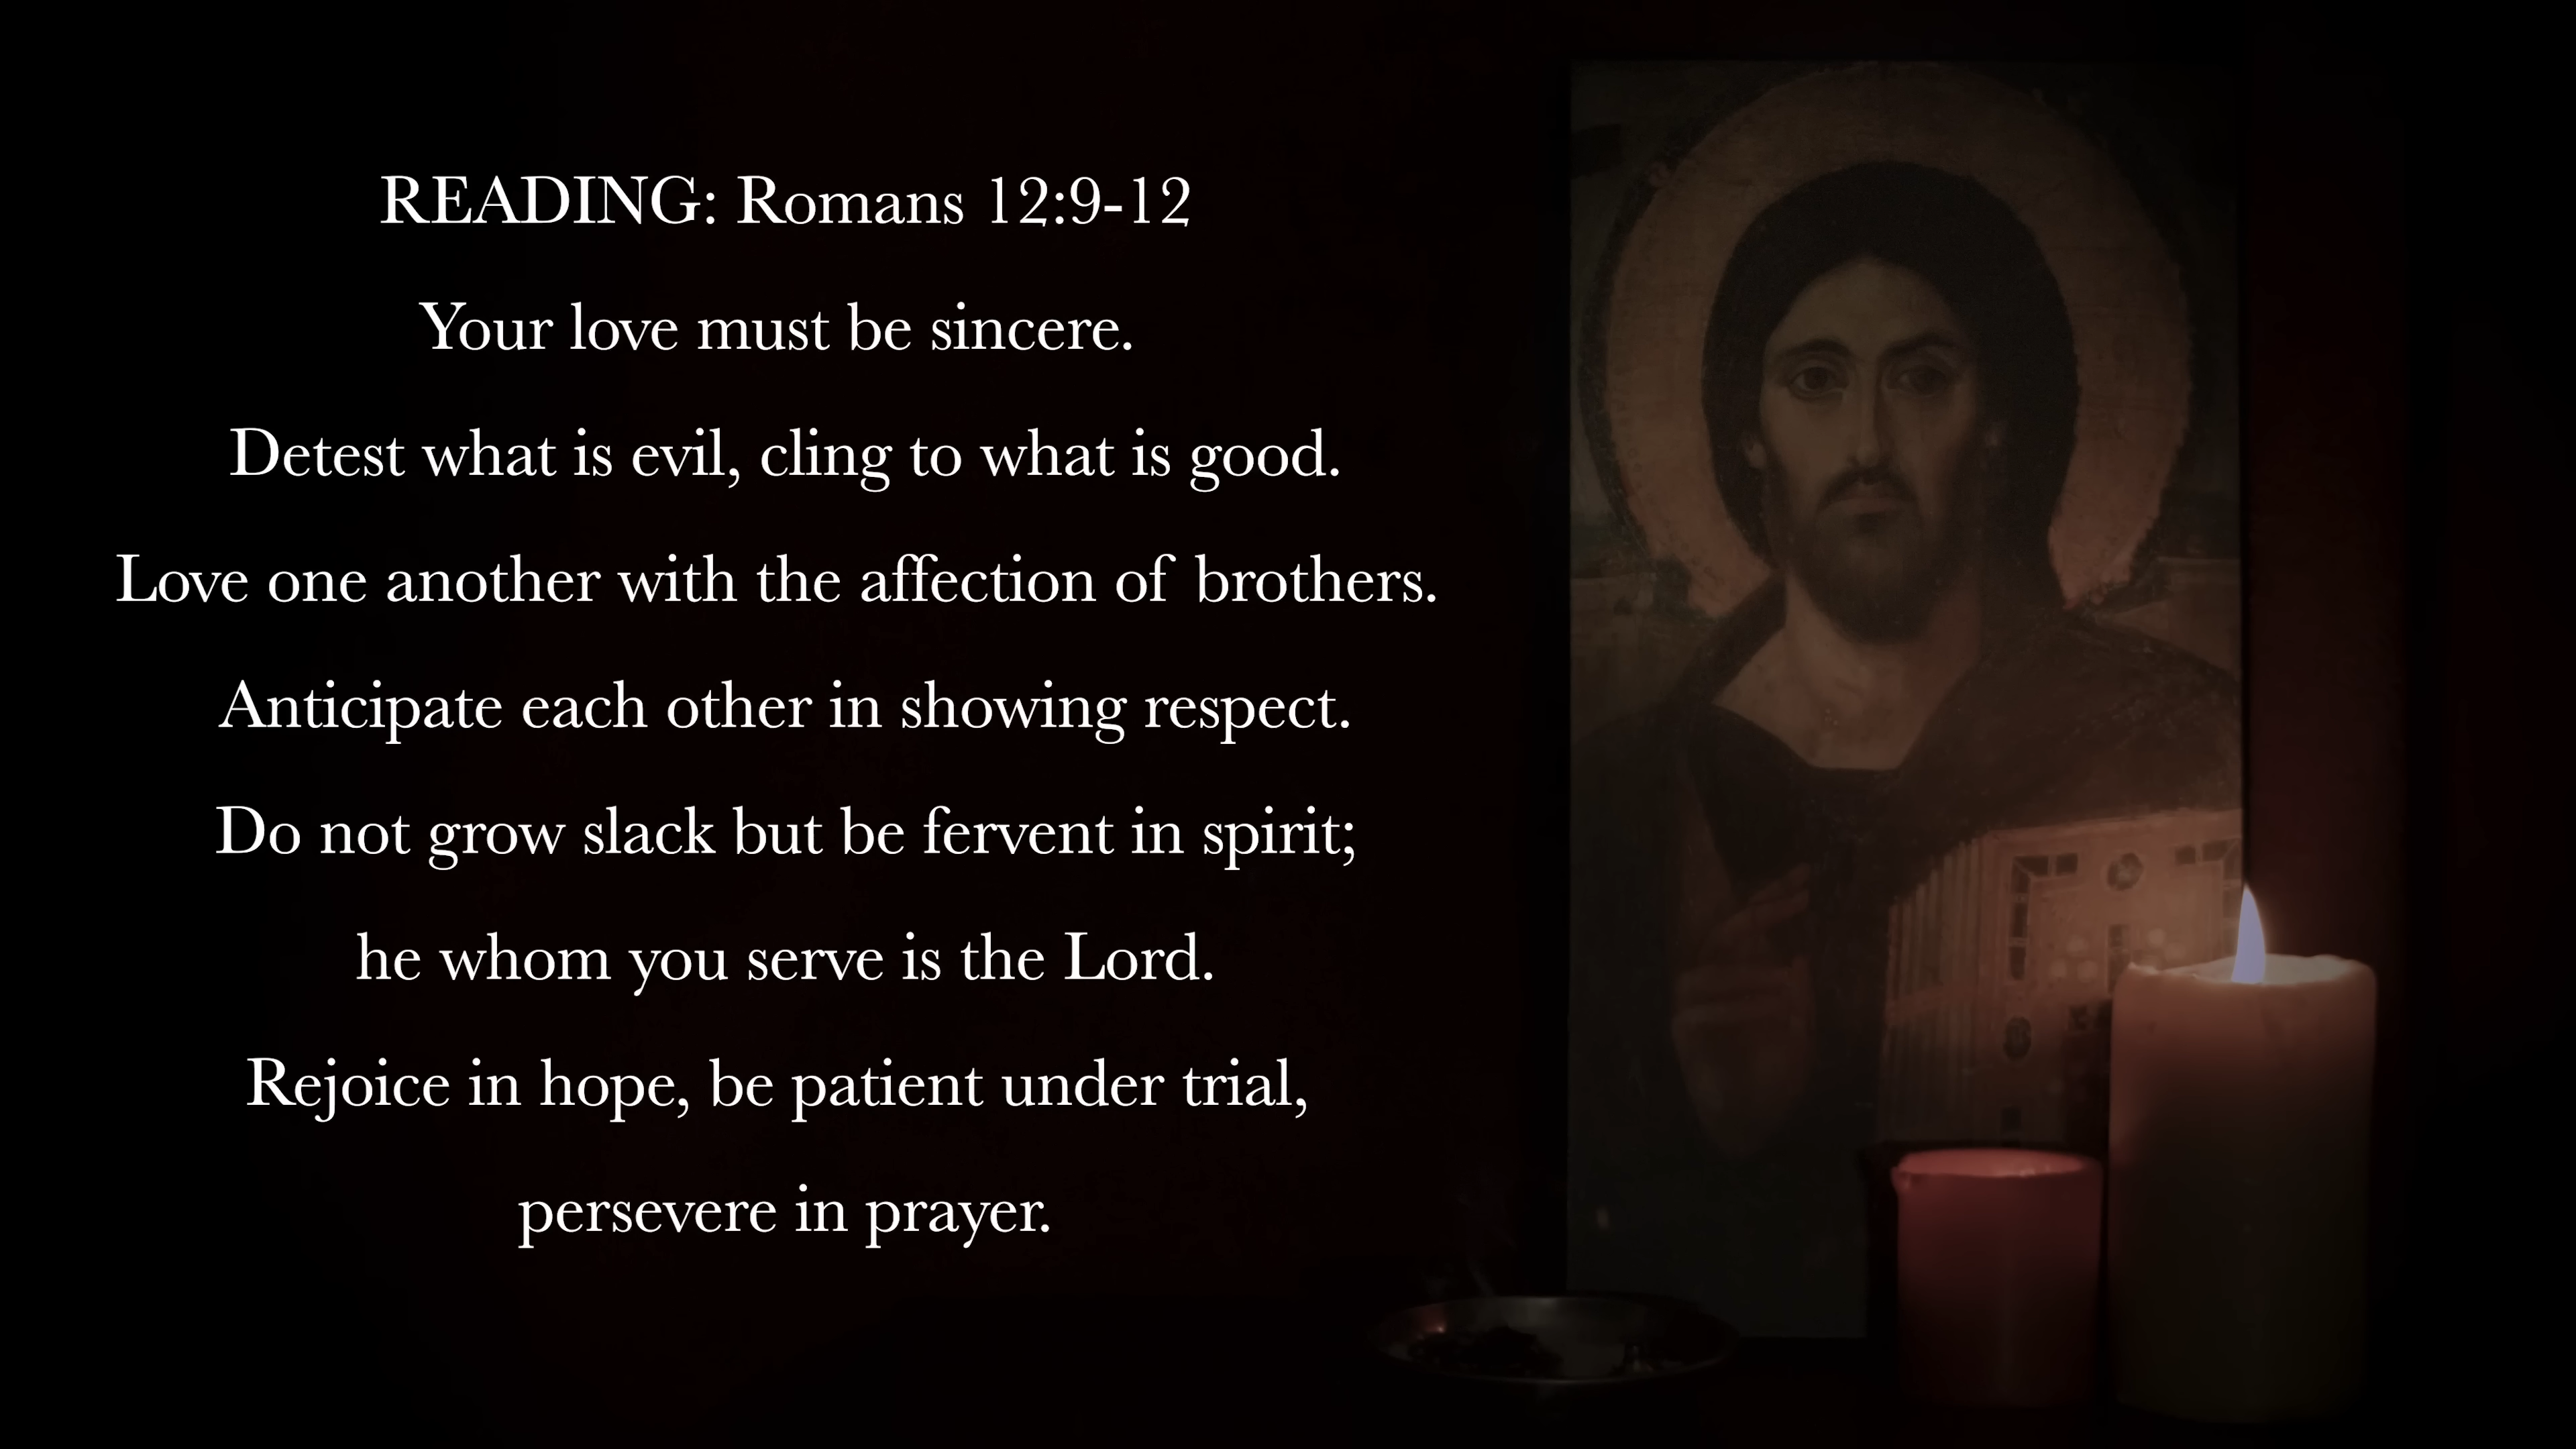 READING: Romans 12:9-12
Your love must be sincere.
Detest what is evil, cling to what is good.
Love one another with the affection of brothers.
Anticipate each other in showing respect.
Do not grow slack but be fervent in spirit;
he whom you serve is the Lord.
Rejoice in hope, be patient under trial,
persevere in prayer.